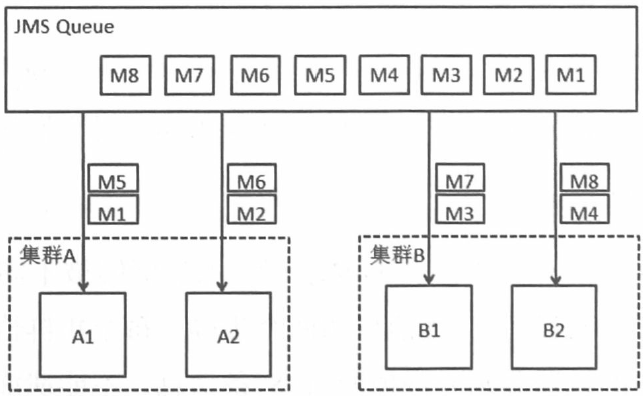 JMS Queue
M8 M7 M6 M5 M4 M3 M2 M1
M5 M6 M7 M8
M1 M2 M3 M4
集群A 集群B
A1 A2 B1 B2